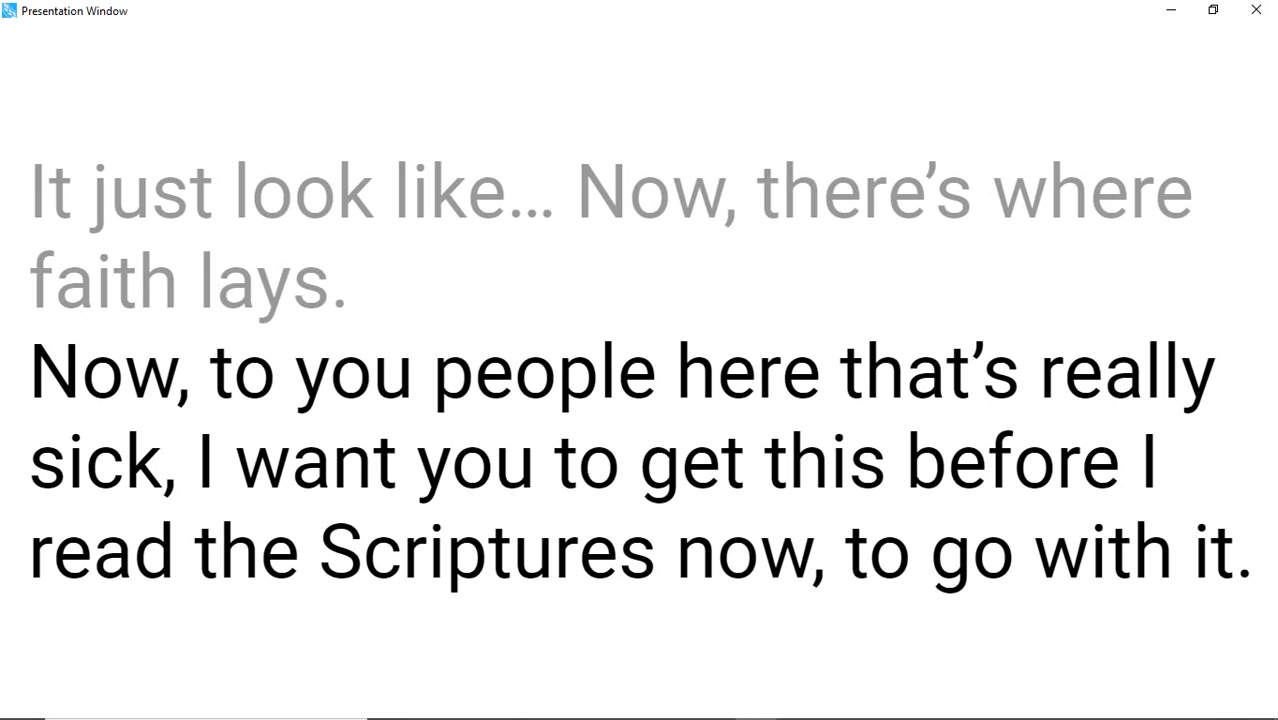 Presentation Window
It just look like… Now, there’s where
faith lays.
Now, to you people here that’s really
sick, I want you to get this before I
read the Scriptures now, to go with it.